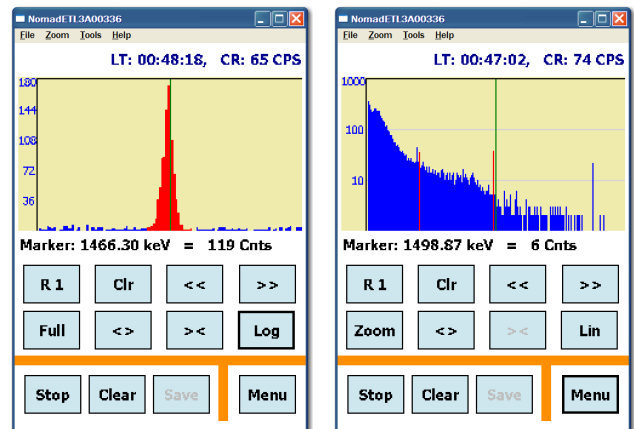 NomadETL3A00336
File Zoom Tools Help
LT: 00:48:18, CR: 65 CPS
180
144
108
72
36
Marker: 1466.30 keV = 119 Cnts
R 1 Clr << >>
Full <> >< Log
Stop Clear Save Menu
NomadETL3A00336
File Zoom Tools Help
LT: 00:47:02, CR: 74 CPS
1000
100
10
Marker: 1498.87 keV = 6 Cnts
R 1 Clr << >>
Zoom <> >< Lin
Stop Clear Save Menu